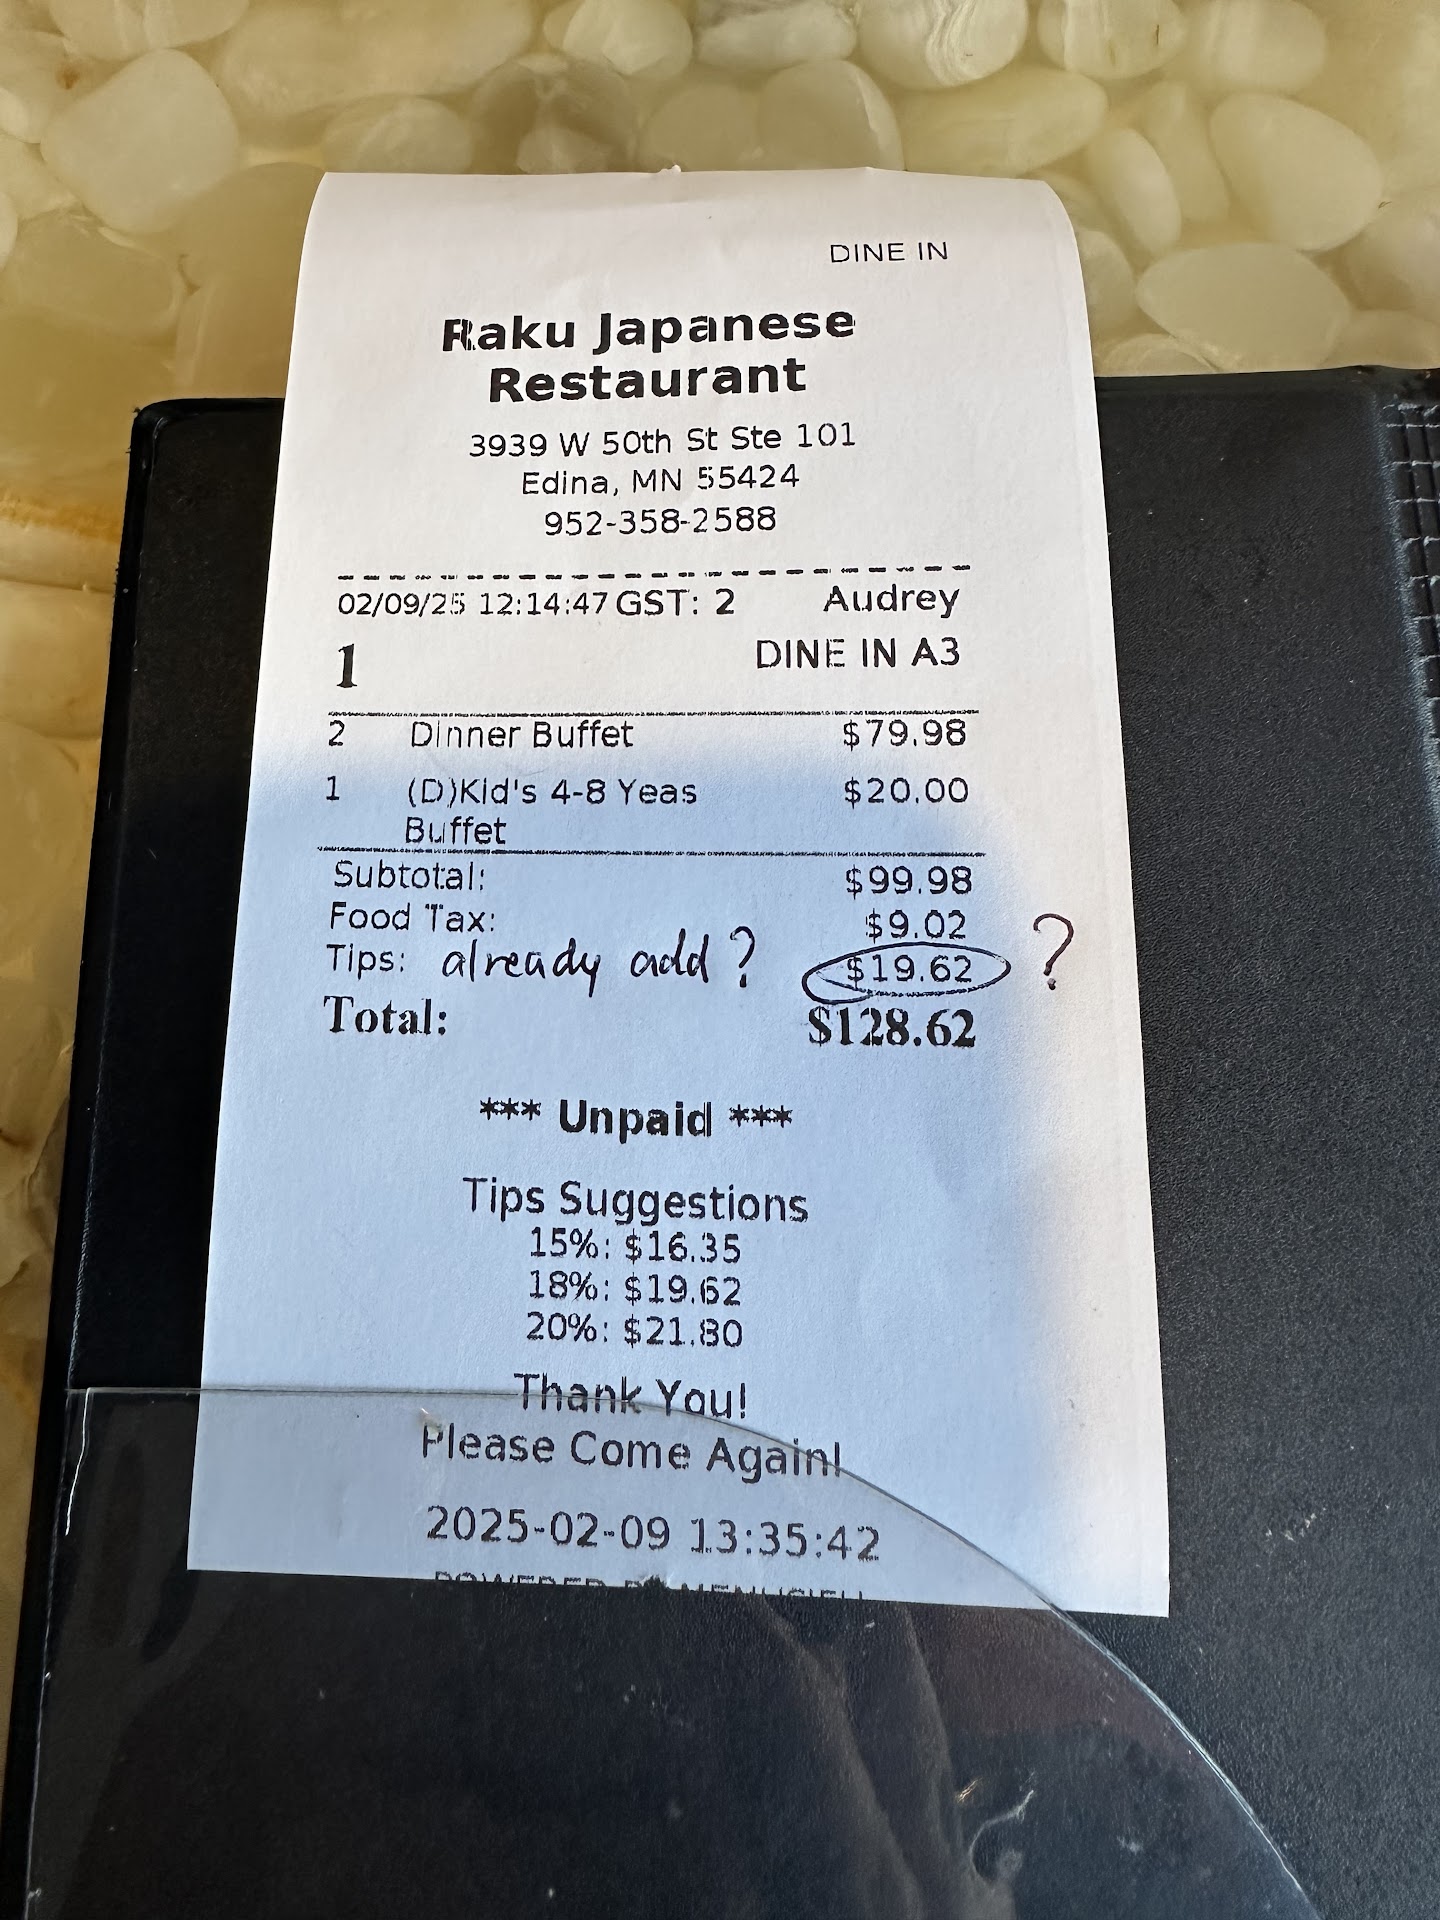 DINE IN
Raku Japanese
Restaurant
3939 W 50th St Ste 101
Edina, MN 55424
952-358-2588
02/09/25 12:14:47 GST: 2 Audrey
1 DINE IN A3
2 Dinner Buffet $79.98
1 (D)Kid's 4-8 Yeas $20.00
Buffet
Subtotal: $99.98
Food Tax: $9.02
Tips: already add? $19.62 ?
Total: $128.62
*** Unpaid ***
Tips Suggestions
15%: $16.35
18%: $19.62
20%: $21.80
Thank You!
Please Come Again!
2025-02-09 13:35:42
POWERED BY MENUSIFU